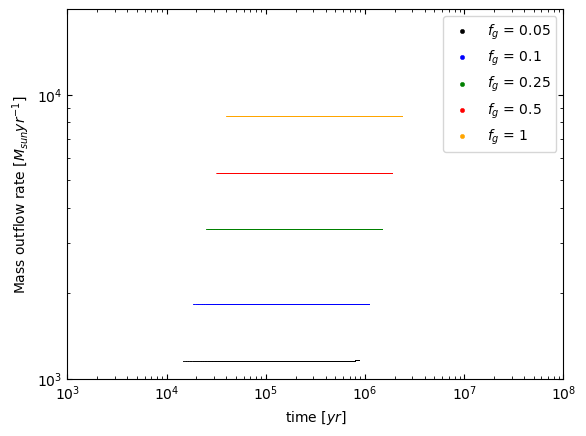 Mass outflow rate [M_sun yr^-1]
10^4
10^3
f_g = 0.05
f_g = 0.1
f_g = 0.25
f_g = 0.5
f_g = 1
10^3 10^4 10^5 10^6 10^7 10^8
time [yr]